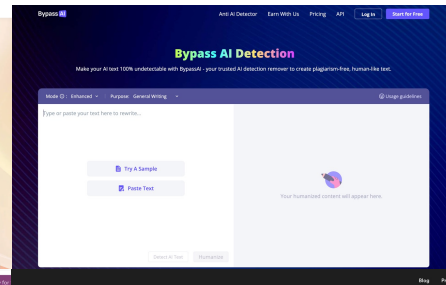 Bypass AI
Anti AI Detector Earn With Us Pricing API Log In Start for Free
Bypass AI Detection
Make your AI text 100% undetectable with BypassAI - your trusted AI detection remover to create plagiarism-free, human-like text.
Mode : Enhanced Purpose: General Writing Usage guidelines
Type or paste your text here to rewrite...
Try A Sample
Paste Text
Your humanized content will appear here.
Detect AI Text Humanize
Blog